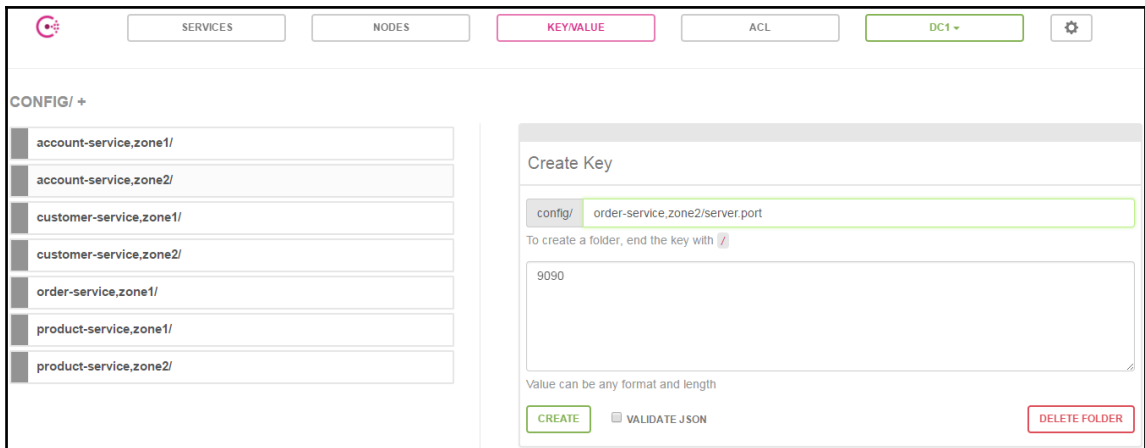 SERVICES NODES KEY/VALUE ACL DC1
CONFIG/ +
account-service,zone1/
account-service,zone2/
customer-service,zone1/
customer-service,zone2/
order-service,zone1/
product-service,zone1/
product-service,zone2/
Create Key
config/ order-service,zone2/server.port
To create a folder, end the key with /
9090
Value can be any format and length
CREATE VALIDATE JSON DELETE FOLDER